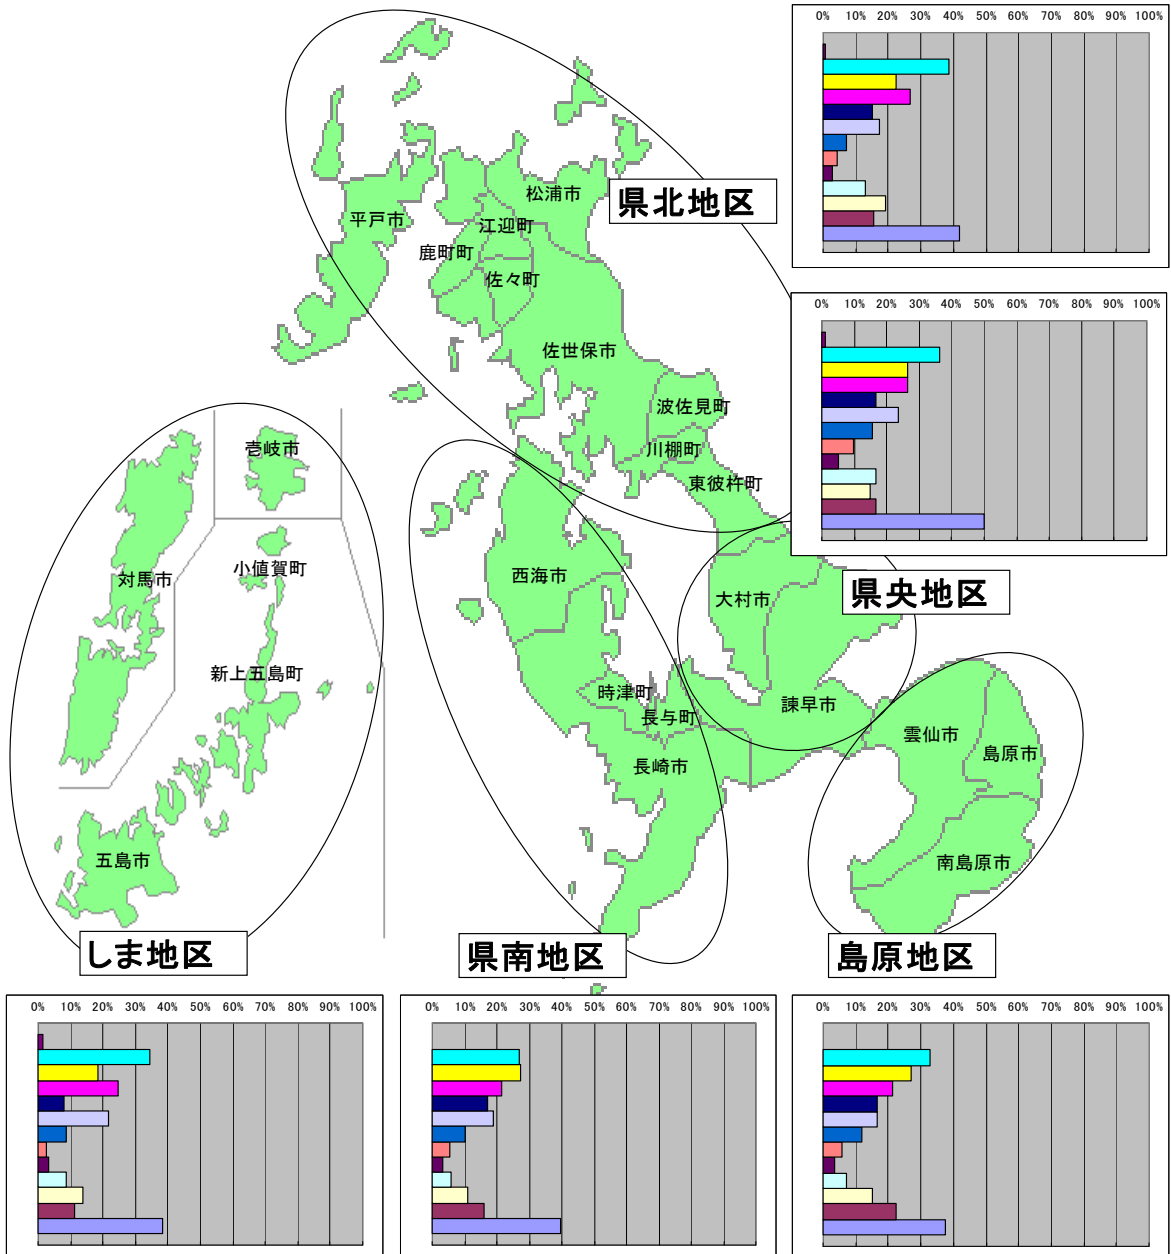 0% 10% 20% 30% 40% 50% 60% 70% 80% 90% 100%
県北地区
松浦市
平戸市
江迎町
鹿町町
佐々町
0% 10% 20% 30% 40% 50% 60% 70% 80% 90% 100%
佐世保市
波佐見町
川棚町
東彼杵町
壱岐市
対馬市
小値賀町
西海市
大村市
県央地区
新上五島町
時津町
長与町
諫早市
雲仙市
島原市
長崎市
五島市
南島原市
しま地区
県南地区
島原地区
0% 10% 20% 30% 40% 50% 60% 70% 80% 90% 100%
0% 10% 20% 30% 40% 50% 60% 70% 80% 90% 100%
0% 10% 20% 30% 40% 50% 60% 70% 80% 90% 100%